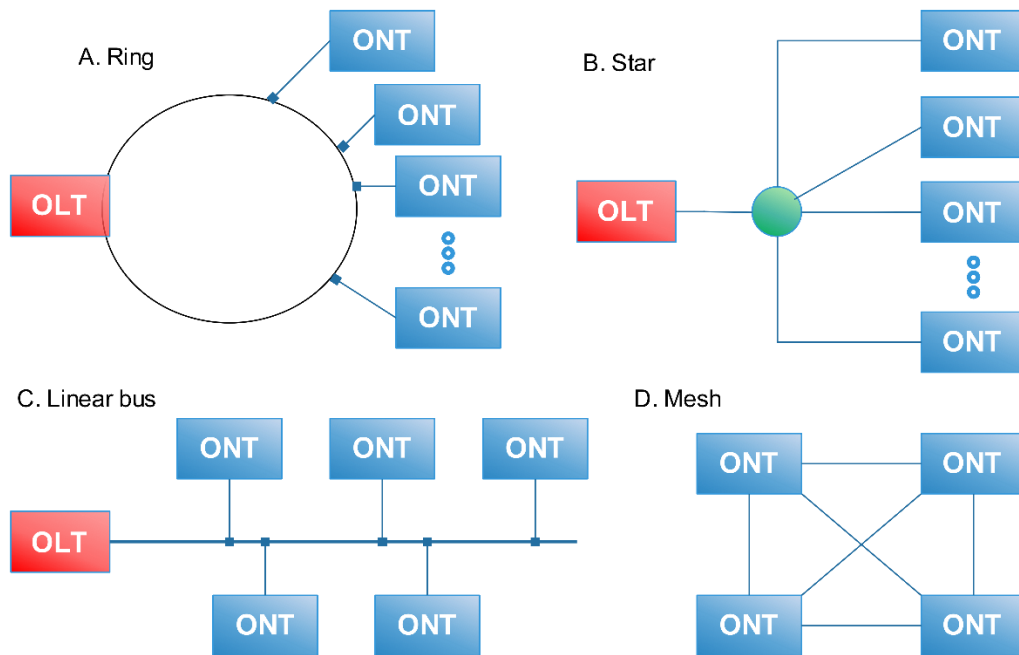 A. Ring
ONT
ONT
OLT
ONT
ONT
B. Star
ONT
ONT
OLT
ONT
ONT
C. Linear bus
ONT
ONT
ONT
OLT
ONT
ONT
D. Mesh
ONT
ONT
ONT
ONT